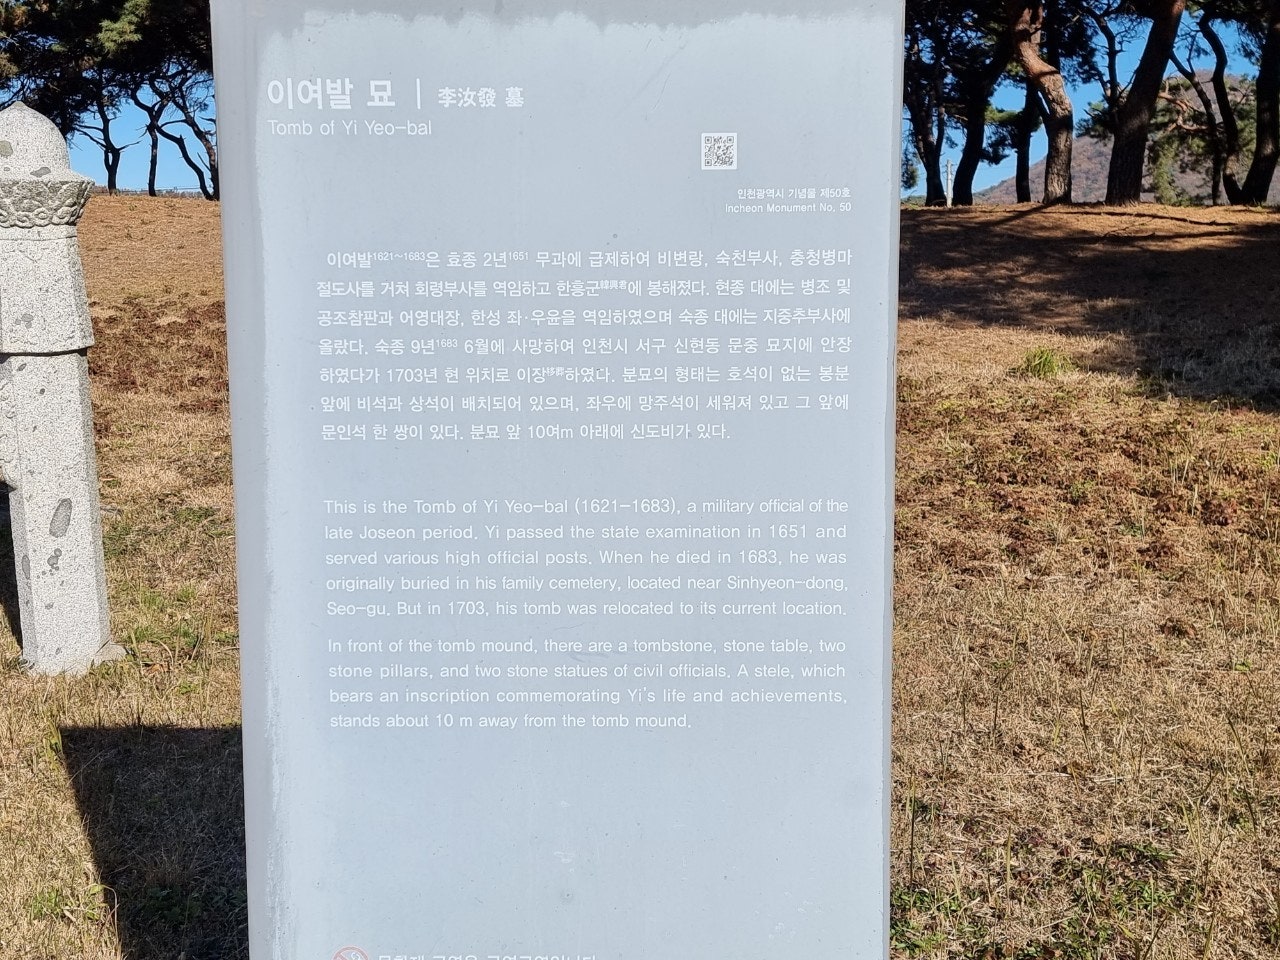 이여발 묘 | 李汝發 墓
Tomb of Yi Yeo-bal
인천광역시 기념물 제50호
Incheon Monument No. 50
이여발1621~1683은 효종 2년1651 무과에 급제하여 비변랑, 숙천부사, 충청병마
절도사를 거쳐 회령부사를 역임하고 한흥군韓興君에 봉해졌다. 현종 대에는 병조 및
공조참판과 어영대장, 한성 좌·우윤을 역임하였으며 숙종 대에는 지중추부사에
올랐다. 숙종 9년1683 6월에 사망하여 인천시 서구 신현동 문중 묘지에 안장
하였다가 1703년 현 위치로 이장移葬하였다. 분묘의 형태는 호석이 없는 봉분
앞에 비석과 상석이 배치되어 있으며, 좌우에 망주석이 세워져 있고 그 앞에
문인석 한 쌍이 있다. 분묘 앞 10여m 아래에 신도비가 있다.
This is the Tomb of Yi Yeo-bal (1621-1683), a military official of the
late Joseon period. Yi passed the state examination in 1651 and
served various high official posts. When he died in 1683, he was
originally buried in his family cemetery, located near Sinhyeon-dong,
Seo-gu. But in 1703, his tomb was relocated to its current location.
In front of the tomb mound, there are a tombstone, stone table, two
stone pillars, and two stone statues of civil officials. A stele, which
bears an inscription commemorating Yi's life and achievements,
stands about 10 m away from the tomb mound.